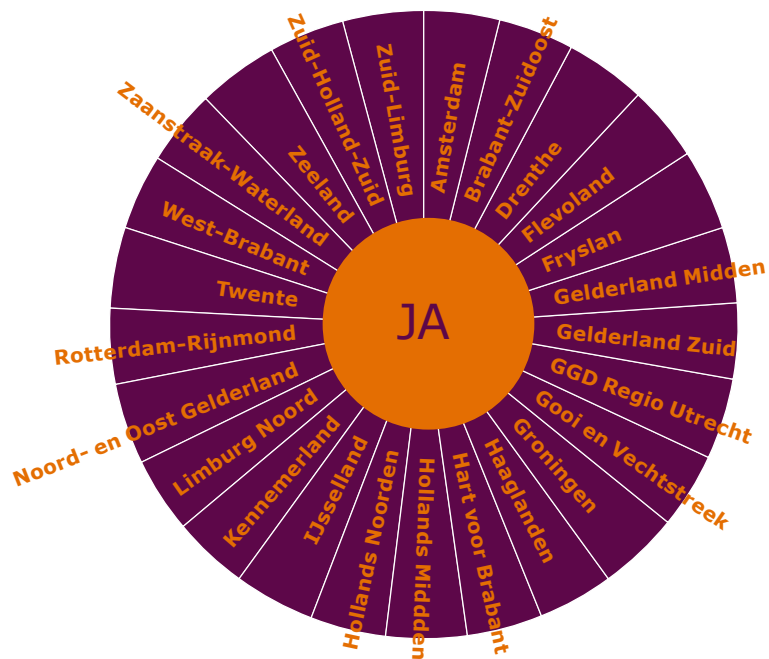 JA
Amsterdam
Brabant-Zuidoost
Drenthe
Flevoland
Fryslan
Gelderland Midden
Gelderland Zuid
GGD Regio Utrecht
Gooi en Vechtstreek
Groningen
Haaglanden
Hart voor Brabant
Hollands Middden
Hollands Noorden
IJsselland
Kennemerland
Limburg Noord
Noord- en Oost Gelderland
Rotterdam-Rijnmond
Twente
West-Brabant
Zaanstraak-Waterland
Zeeland
Zuid-Holland-Zuid
Zuid-Limburg